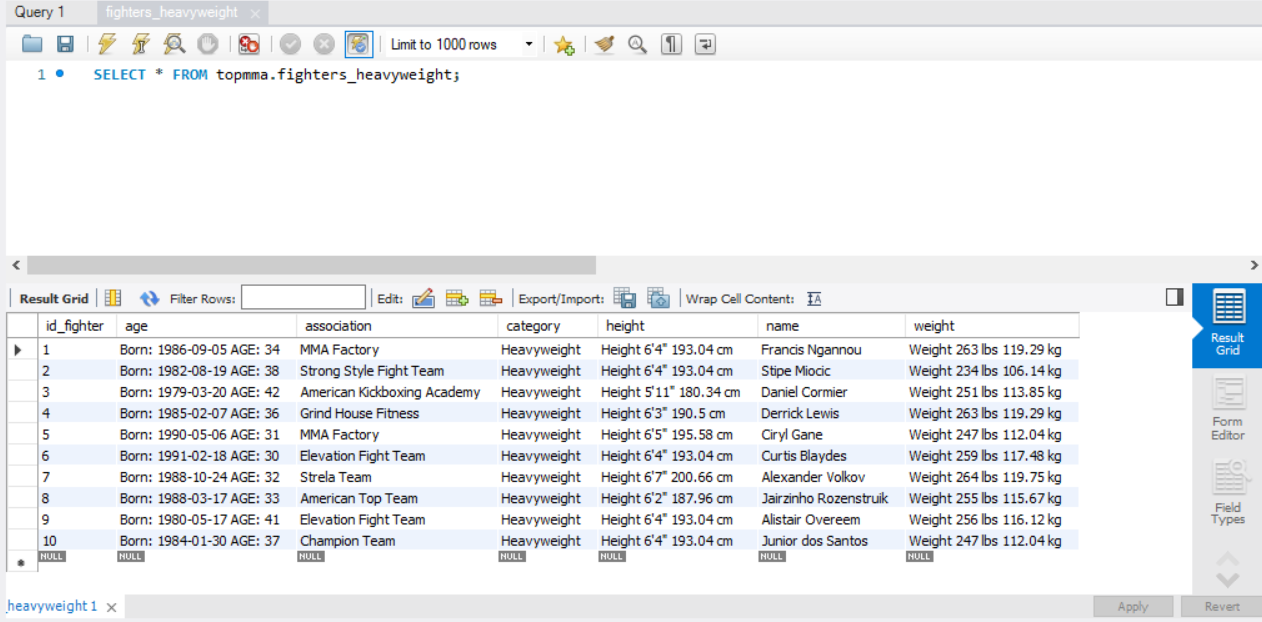 Query 1 fighters_heavyweight
Limit to 1000 rows
1 SELECT * FROM topmma.fighters_heavyweight;
Result Grid Filter Rows: Edit: Export/Import: Wrap Cell Content: IA
id_fighter age association category height name weight
1 Born: 1986-09-05 AGE: 34 MMA Factory Heavyweight Height 6'4" 193.04 cm Francis Ngannou Weight 263 lbs 119.29 kg
2 Born: 1982-08-19 AGE: 38 Strong Style Fight Team Heavyweight Height 6'4" 193.04 cm Stipe Miocic Weight 234 lbs 106.14 kg
3 Born: 1979-03-20 AGE: 42 American Kickboxing Academy Heavyweight Height 5'11" 180.34 cm Daniel Cormier Weight 251 lbs 113.85 kg
4 Born: 1985-02-07 AGE: 36 Grind House Fitness Heavyweight Height 6'3" 190.5 cm Derrick Lewis Weight 263 lbs 119.29 kg
5 Born: 1990-05-06 AGE: 31 MMA Factory Heavyweight Height 6'5" 195.58 cm Ciryl Gane Weight 247 lbs 112.04 kg
6 Born: 1991-02-18 AGE: 30 Elevation Fight Team Heavyweight Height 6'4" 193.04 cm Curtis Blaydes Weight 259 lbs 117.48 kg
7 Born: 1988-10-24 AGE: 32 Strela Team Heavyweight Height 6'7" 200.66 cm Alexander Volkov Weight 264 lbs 119.75 kg
8 Born: 1988-03-17 AGE: 33 American Top Team Heavyweight Height 6'2" 187.96 cm Jairzinho Rozenstruik Weight 255 lbs 115.67 kg
9 Born: 1980-05-17 AGE: 41 Elevation Fight Team Heavyweight Height 6'4" 193.04 cm Alistair Overeem Weight 256 lbs 116.12 kg
10 Born: 1984-01-30 AGE: 37 Champion Team Heavyweight Height 6'4" 193.04 cm Junior dos Santos Weight 247 lbs 112.04 kg
NULL NULL NULL NULL NULL NULL NULL
Result
Grid
Form
Editor
Field
Types
_heavyweight 1 Apply Revert